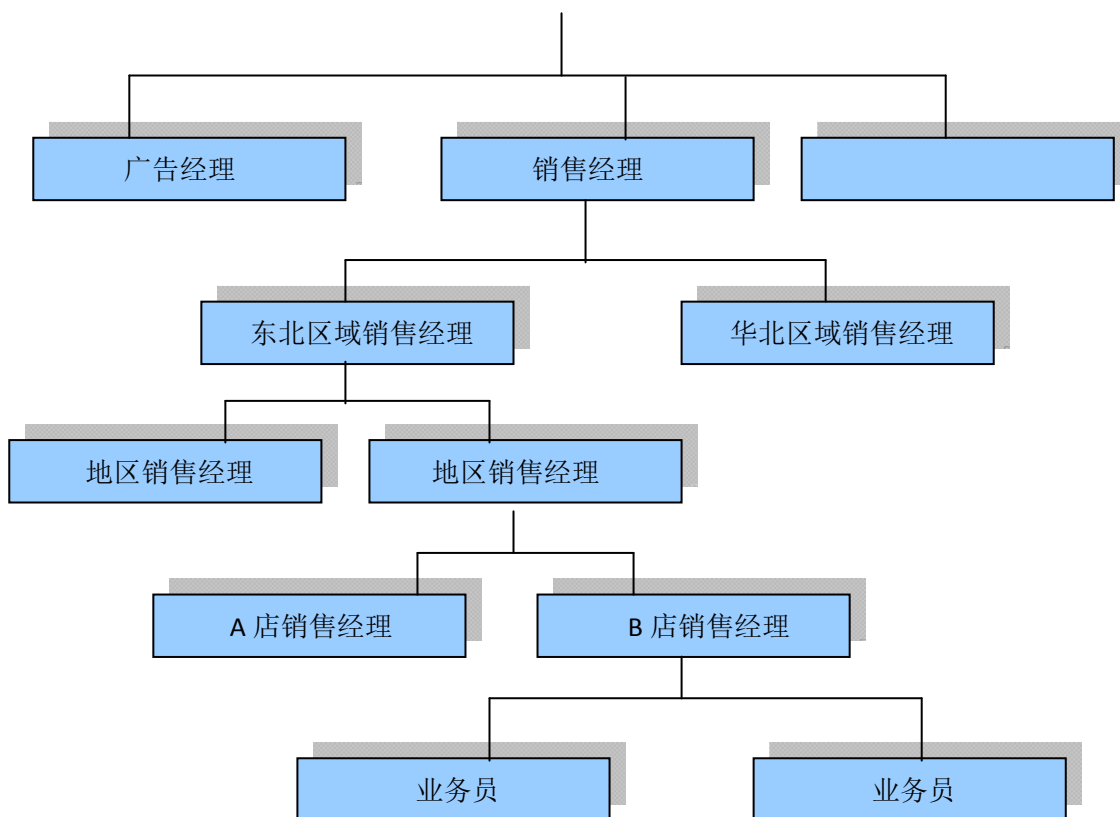 广告经理
销售经理
东北区域销售经理
华北区域销售经理
地区销售经理
地区销售经理
A 店销售经理
B 店销售经理
业务员
业务员